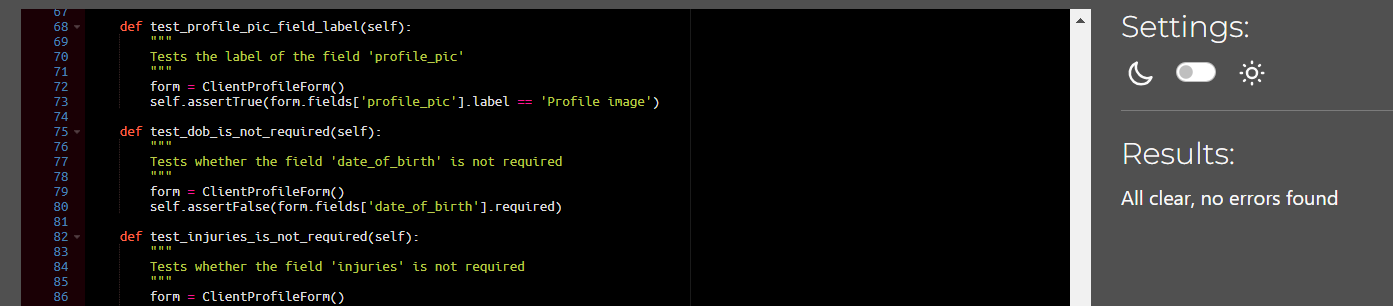 67
68 def test_profile_pic_field_label(self):
69 """
70 Tests the label of the field 'profile_pic'
71 """
72 form = ClientProfileForm()
73 self.assertTrue(form.fields['profile_pic'].label == 'Profile image')
74
75 def test_dob_is_not_required(self):
76 """
77 Tests whether the field 'date_of_birth' is not required
78 """
79 form = ClientProfileForm()
80 self.assertFalse(form.fields['date_of_birth'].required)
81
82 def test_injuries_is_not_required(self):
83 """
84 Tests whether the field 'injuries' is not required
85 """
86 form = ClientProfileForm()
Settings:
Results:
All clear, no errors found